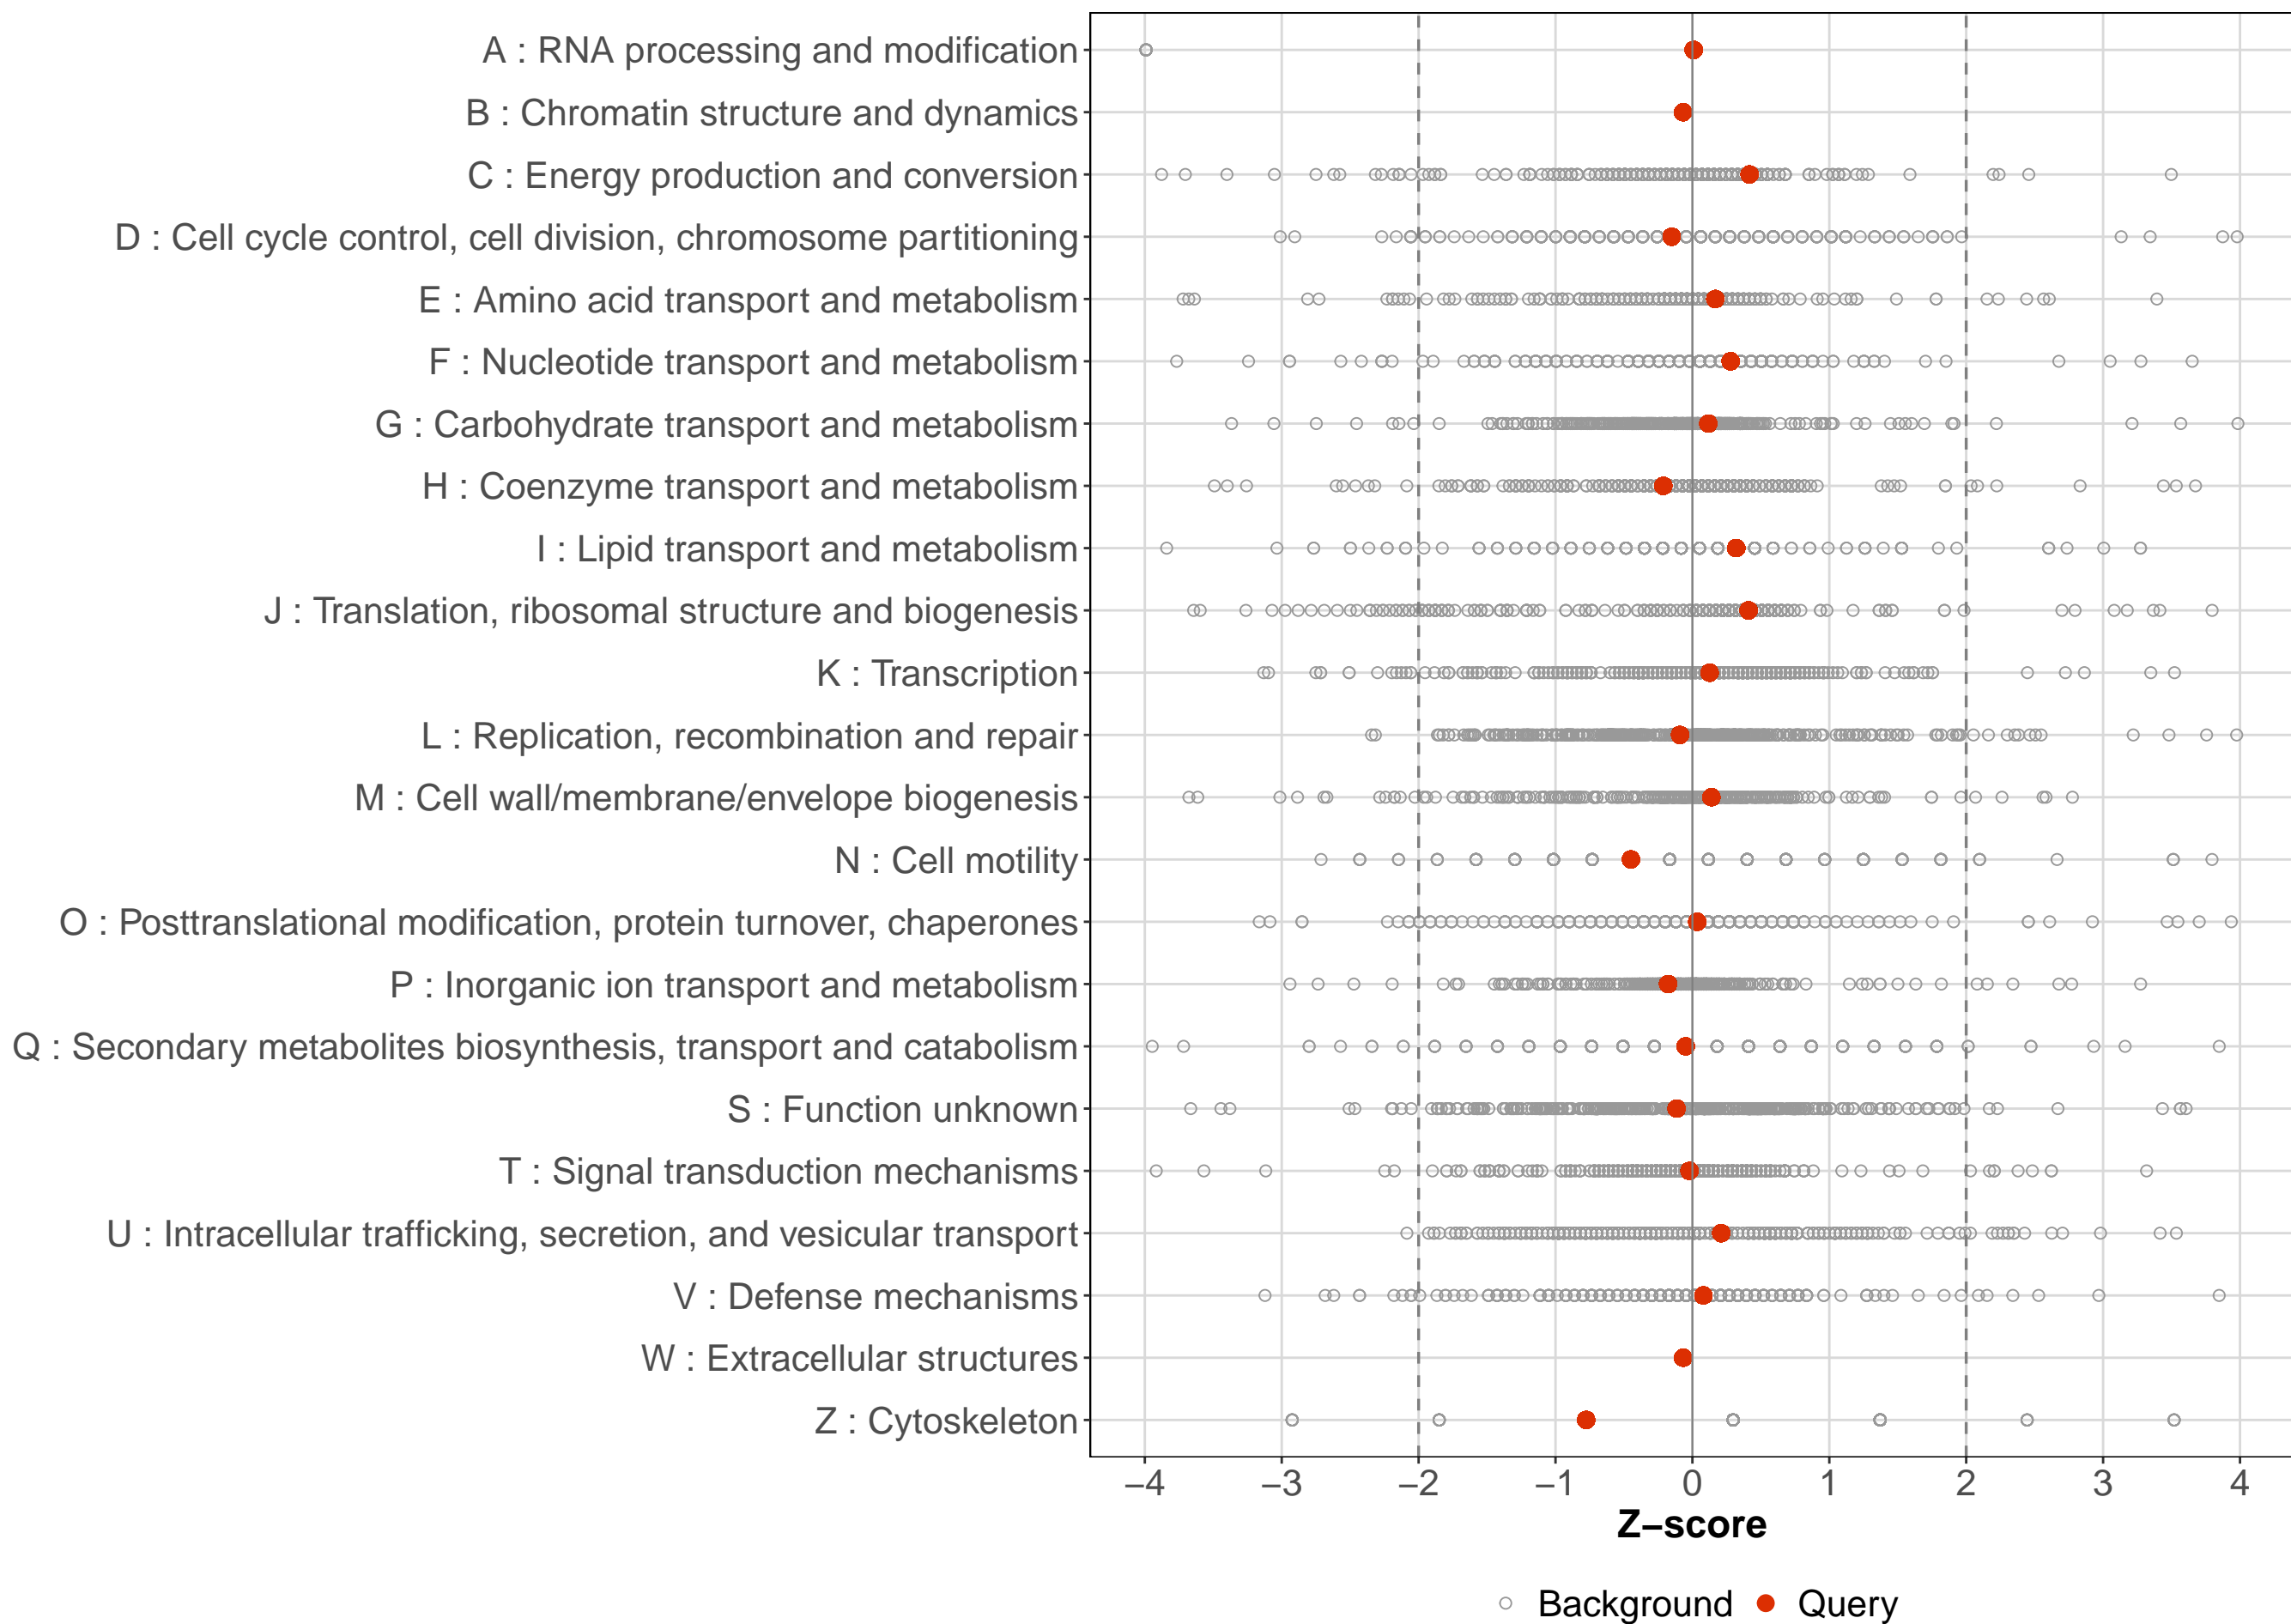 A : RNA processing and modification
B : Chromatin structure and dynamics
C : Energy production and conversion
D : Cell cycle control, cell division, chromosome partitioning
E : Amino acid transport and metabolism
F : Nucleotide transport and metabolism
G : Carbohydrate transport and metabolism
H : Coenzyme transport and metabolism
I : Lipid transport and metabolism
J : Translation, ribosomal structure and biogenesis
K : Transcription
L : Replication, recombination and repair
M : Cell wall/membrane/envelope biogenesis
N : Cell motility
O : Posttranslational modification, protein turnover, chaperones
P : Inorganic ion transport and metabolism
Q : Secondary metabolites biosynthesis, transport and catabolism
S : Function unknown
T : Signal transduction mechanisms
U : Intracellular trafficking, secretion, and vesicular transport
V : Defense mechanisms
W : Extracellular structures
Z : Cytoskeleton
−4 −3 −2 −1 0 1 2 3 4
Z−score
Background Query